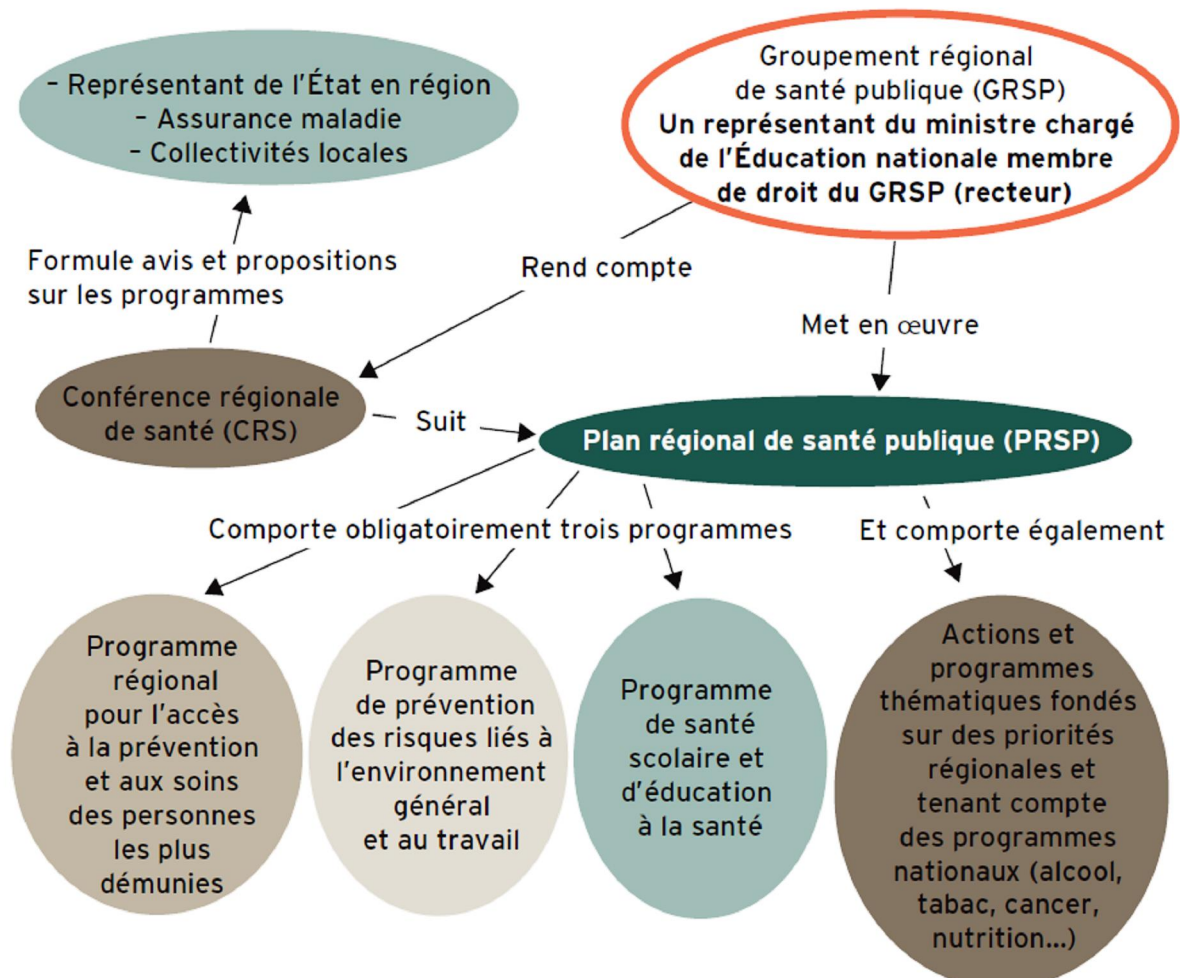 – Représentant de l’État en région
– Assurance maladie
– Collectivités locales
Groupement régional
de santé publique (GRSP)
Un représentant du ministre chargé
de l’Éducation nationale membre
de droit du GRSP (recteur)
Formule avis et propositions
sur les programmes
Rend compte
Met en œuvre
Conférence régionale
de santé (CRS)
Suit
Plan régional de santé publique (PRSP)
Comporte obligatoirement trois programmes
Et comporte également
Programme
régional
pour l’accès
à la prévention
et aux soins
des personnes
les plus
démunies
Programme
de prévention
des risques liés à
l’environnement
général
et au travail
Programme
de santé
scolaire et
d’éducation
à la santé
Actions et
programmes
thématiques fondés
sur des priorités
régionales et
tenant compte
des programmes
nationaux (alcool,
tabac, cancer,
nutrition...)